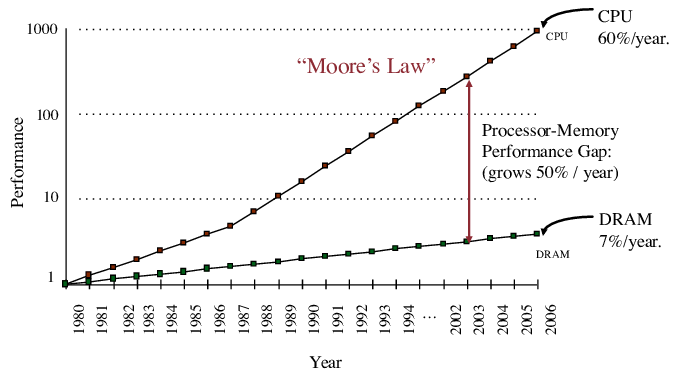 1000
100
10
1
Performance
“Moore’s Law”
CPU
CPU
60%/year.
Processor-Memory
Performance Gap:
(grows 50% / year)
DRAM
7%/year.
DRAM
1980
1981
1982
1983
1984
1985
1986
1987
1988
1989
1990
1991
1992
1993
1994
...
2002
2003
2004
2005
2006
Year